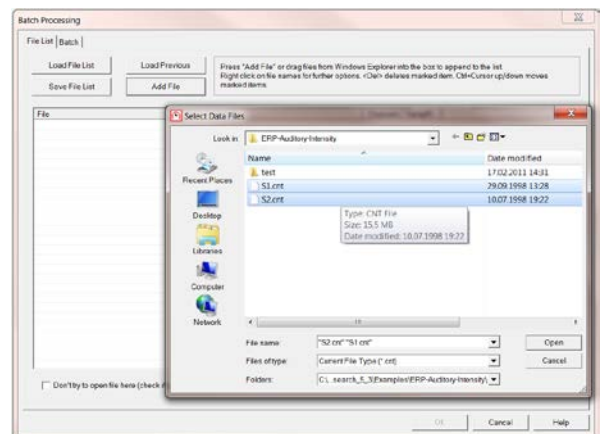 Batch Processing
File List
Batch
Load File List
Load Previous
Save File List
Add File
Press "Add File" or drag files from Windows Explorer into the box to append to the list.
Right click on file names for further options. <Del> deletes marked item. Ctrl+Cursor up/down moves
marked items.
File
Select Data Files
Look in:
ERP-Auditory-Intensity
Name
Date modified
test
17.02.2011 14:31
S1.cnt
29.09.1998 13:28
S2.cnt
10.07.1998 19:22
Type: CNT File
Size: 15,5 MB
Date modified: 10.07.1998 19:22
Recent Places
Desktop
Libraries
Computer
Network
File name:
"S2.cnt" "S1.cnt"
Open
Files of type:
Current File Type (*.cnt)
Cancel
Folders:
C:\...search_5_3\Examples\ERP-Auditory-Intensity\
Don't try to open file here (check
OK
Cancel
Help